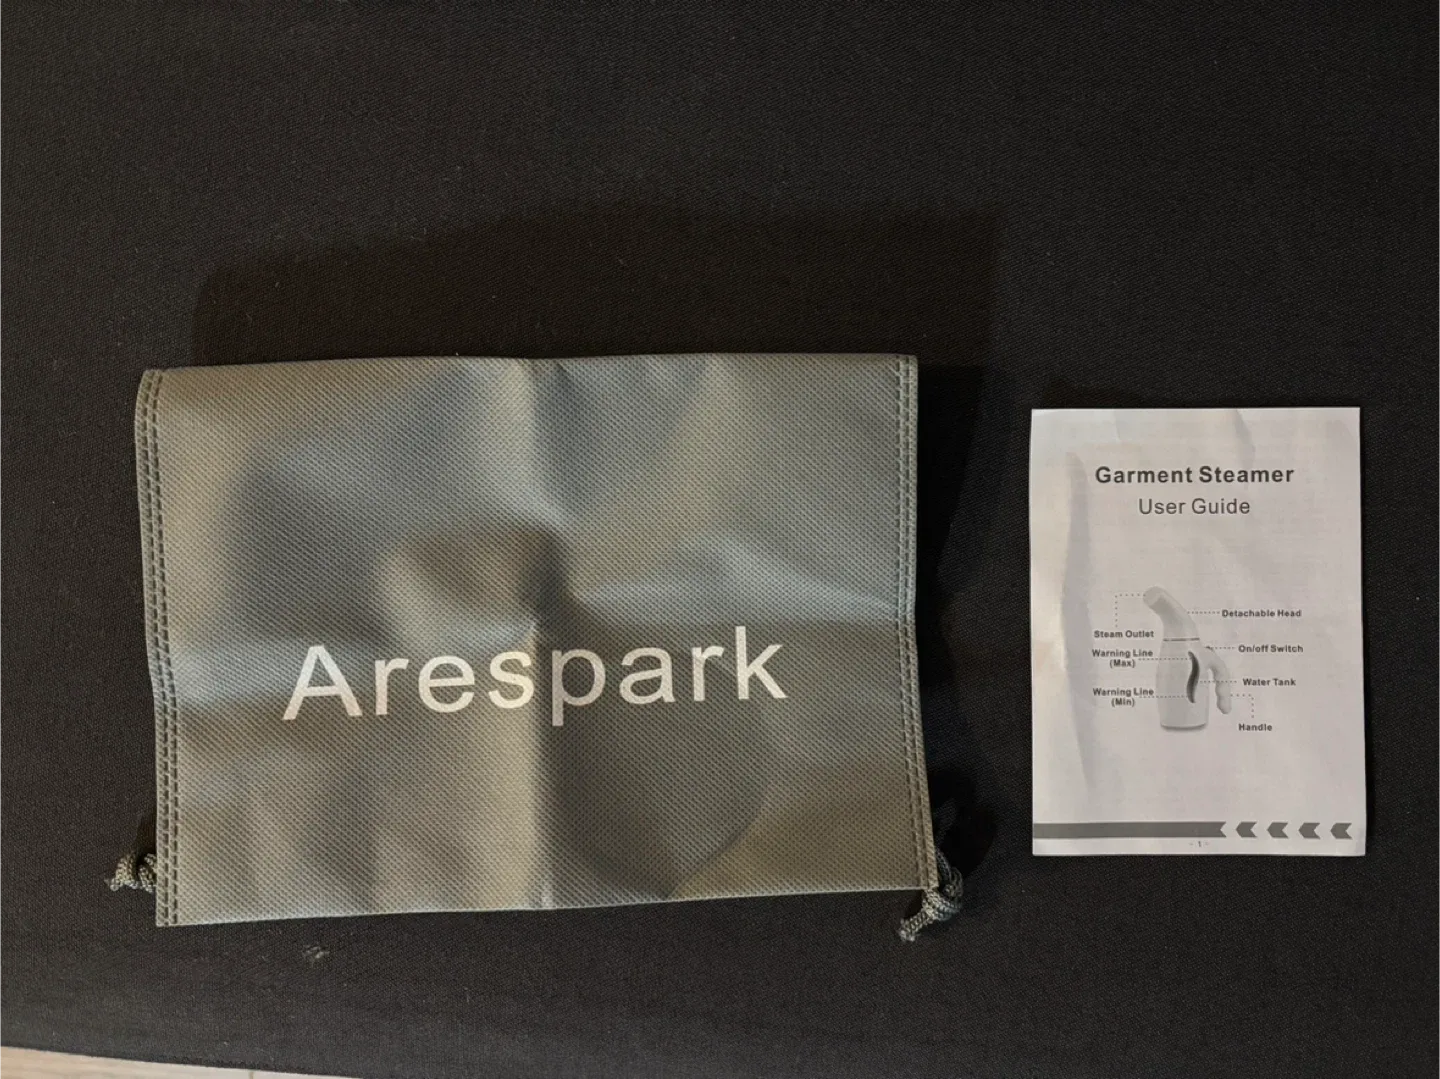 Arespark
Garment Steamer
User Guide
Detachable Head
Steam Outlet
On/off Switch
Warning Line
(Max)
Water Tank
Warning Line
(Min)
Handle
- 1 -